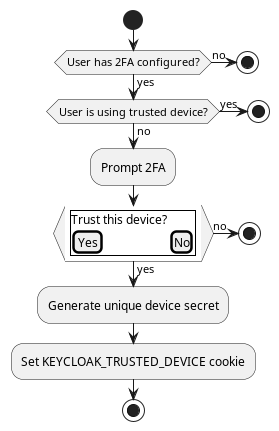 User has 2FA configured?
no
yes
User is using trusted device?
yes
no
Prompt 2FA
Trust this device?
Yes No
no
yes
Generate unique device secret
Set KEYCLOAK_TRUSTED_DEVICE cookie